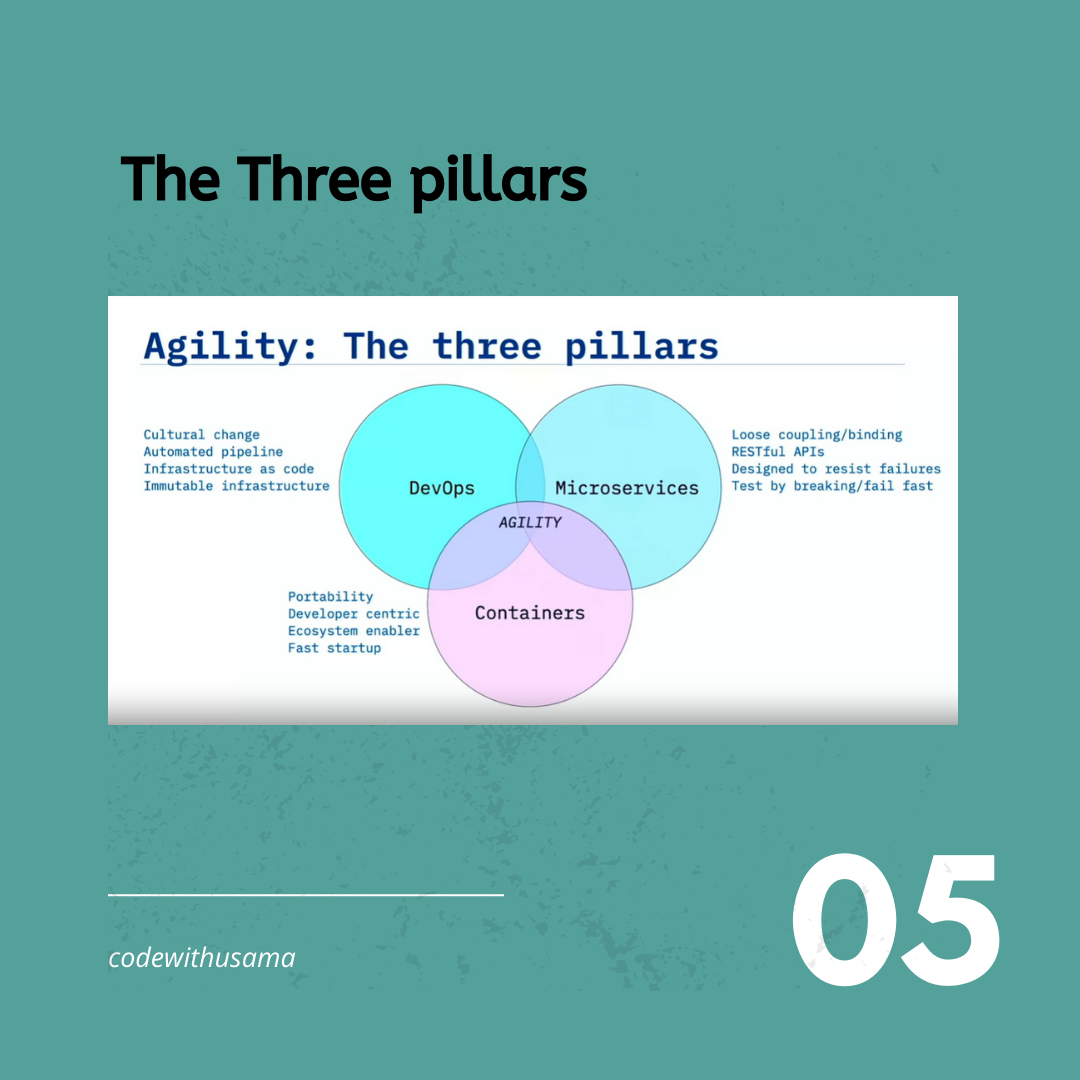 The Three pillars
Agility: The three pillars
Cultural change
Automated pipeline
Infrastructure as code
Immutable infrastructure
DevOps
Microservices
Loose coupling/binding
RESTful APIs
Designed to resist failures
Test by breaking/fail fast
AGILITY
Portability
Developer centric
Ecosystem enabler
Fast startup
Containers
codewithusama
05